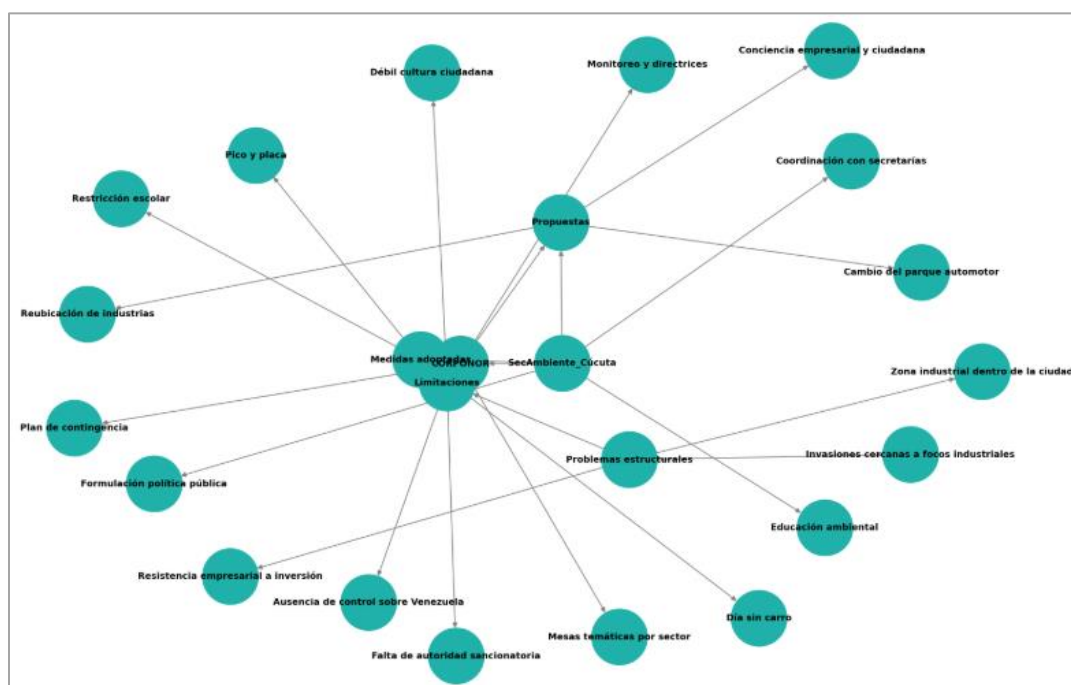 Conciencia empresarial y ciudadana
Débil cultura ciudadana
Monitoreo y directrices
Pico y placa
Coordinación con secretarías
Restricción escolar
Propuestas
Cambio del parque automotor
Reubicación de industrias
Medidas adoptadas
CORPONOR
SecAmbiente_Cúcuta
Limitaciones
Zona industrial dentro de la ciudad
Plan de contingencia
Problemas estructurales
Invasiones cercanas a focos industriales
Formulación política pública
Educación ambiental
Resistencia empresarial a inversión
Ausencia de control sobre Venezuela
Día sin carro
Mesas temáticas por sector
Falta de autoridad sancionatoria